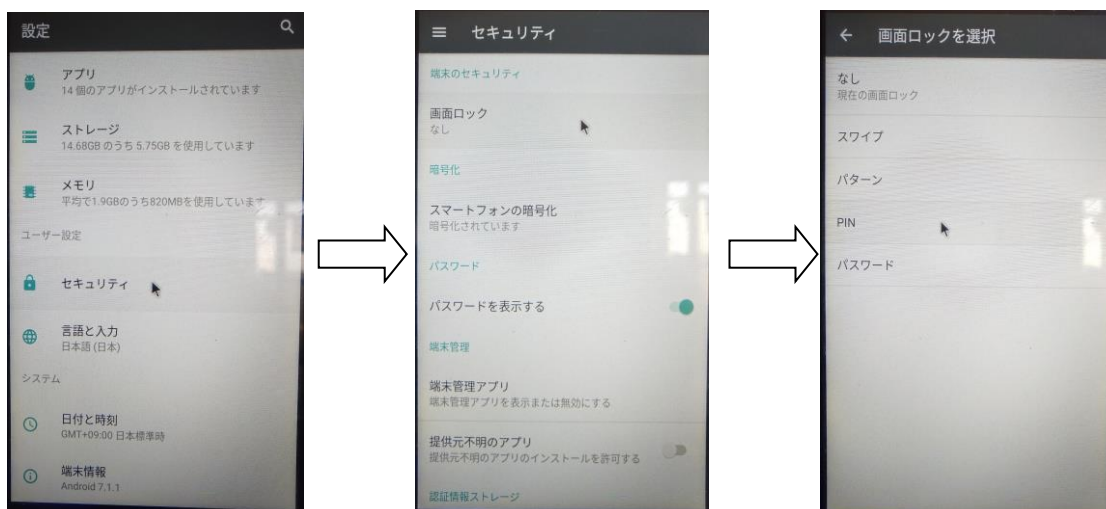 設定
アプリ
14 個のアプリがインストールされています
ストレージ
14.68GB のうち 5.75GB を使用しています
メモリ
平均で1.9GBのうち820MBを使用しています
ユーザー設定
セキュリティ
言語と入力
日本語 (日本)
システム
日付と時刻
GMT+09:00 日本標準時
端末情報
Android 7.1.1
セキュリティ
端末のセキュリティ
画面ロック
なし
暗号化
スマートフォンの暗号化
暗号化されています
パスワード
パスワードを表示する
端末管理
端末管理アプリ
端末管理アプリを表示または無効にする
提供元不明のアプリ
提供元不明のアプリのインストールを許可する
認証情報ストレージ
画面ロックを選択
なし
現在の画面ロック
スワイプ
パターン
PIN
パスワード